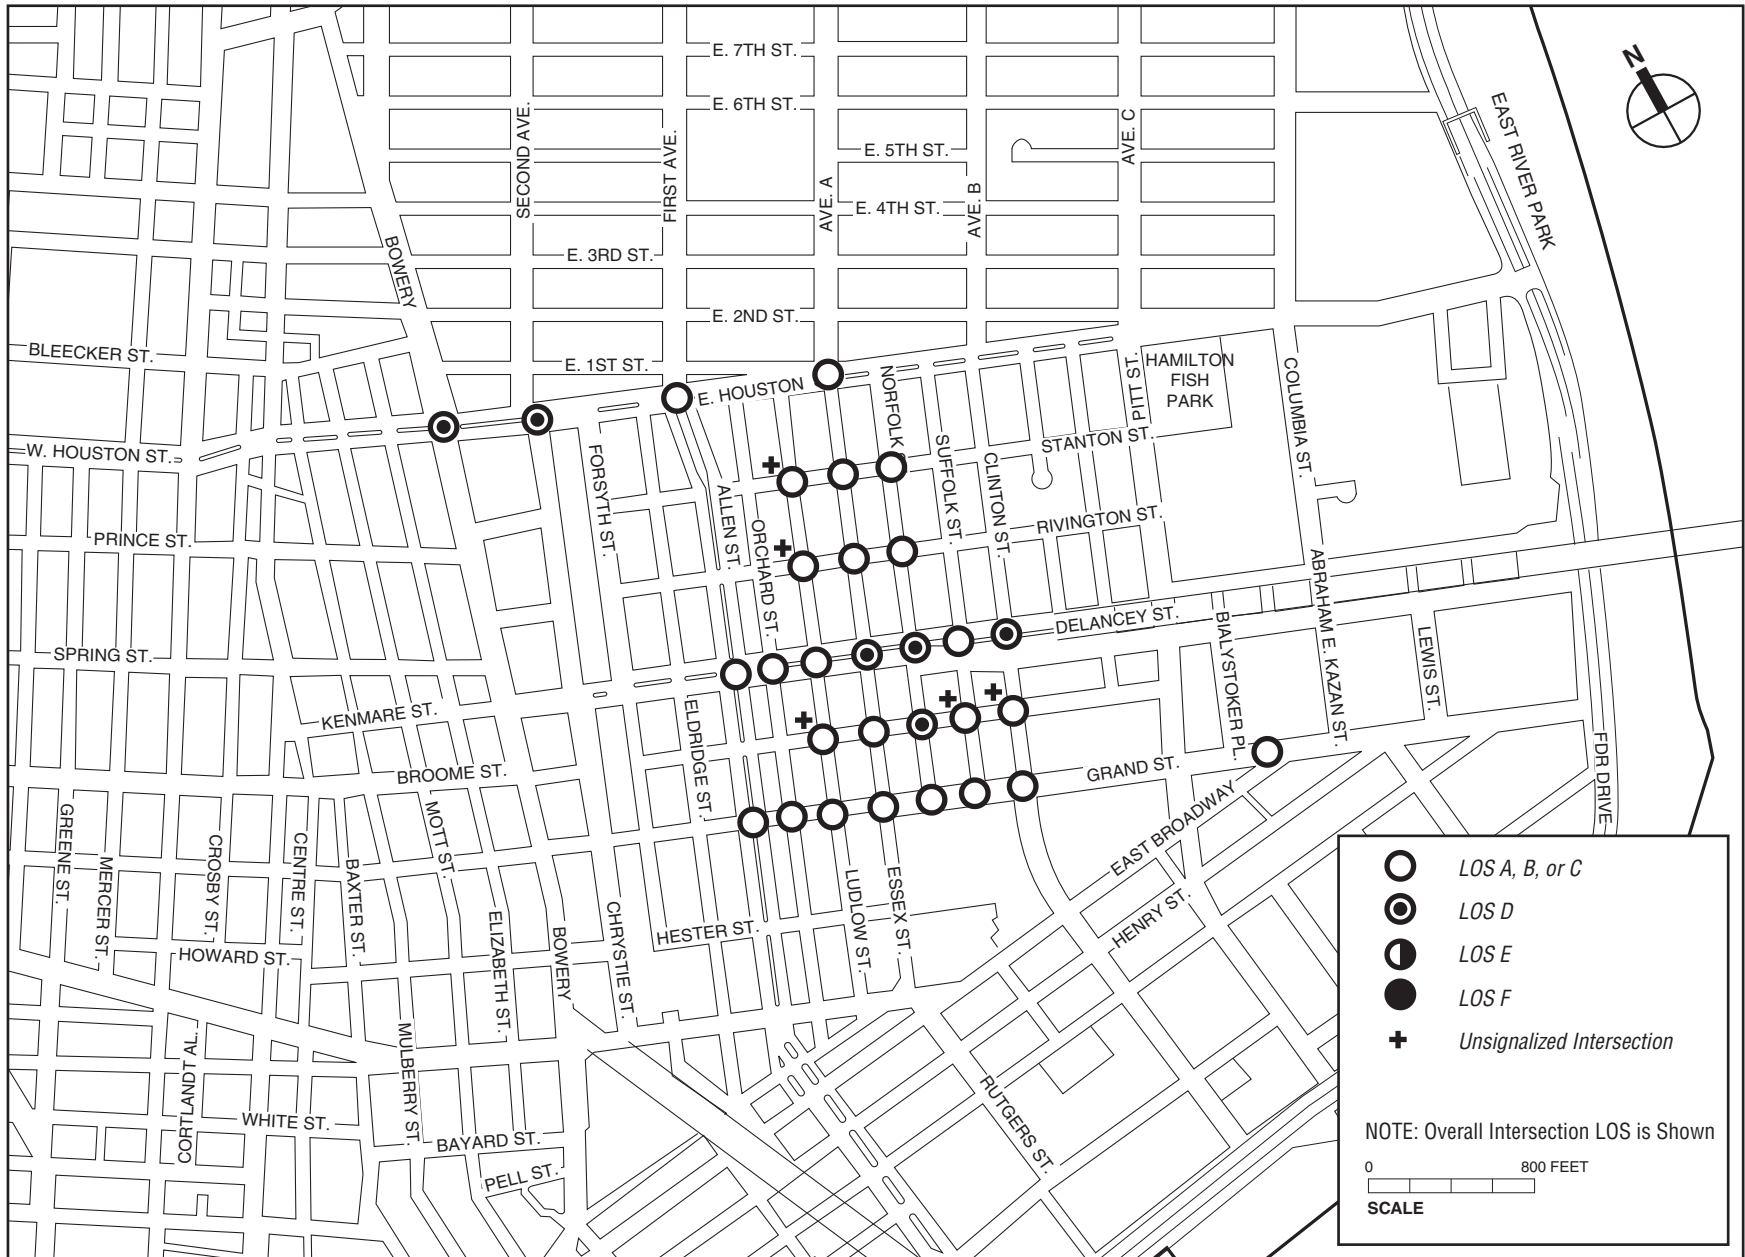 N
E. 7TH ST.
E. 6TH ST.
E. 5TH ST.
E. 4TH ST.
E. 3RD ST.
E. 2ND ST.
E. 1ST ST.
SECOND AVE.
FIRST AVE.
AVE. A
AVE. B
AVE. C
EAST RIVER PARK
BOWERY
BLEECKER ST.
E. HOUSTON
NORFOLK
PITT ST.
HAMILTON
FISH
PARK
COLUMBIA ST.
W. HOUSTON ST.
FORSYTH ST.
ALLEN ST.
ORCHARD ST.
SUFFOLK ST.
CLINTON ST.
STANTON ST.
RIVINGTON ST.
PRINCE ST.
DELANCEY ST.
BIALYSTOKER PL.
ABRAHAM E. KAZAN ST.
LEWIS ST.
SPRING ST.
KENMARE ST.
ELDRIDGE ST.
BROOME ST.
GRAND ST.
FDR DRIVE
EAST BROADWAY
HENRY ST.
GREENE ST.
MERCER ST.
CROSBY ST.
CENTRE ST.
BAXTER ST.
MOTT ST.
ELIZABETH ST.
BOWERY
CHRYSTIE ST.
HESTER ST.
LUDLOW ST.
ESSEX ST.
HOWARD ST.
CORTLANDT AL.
MULBERRY ST.
WHITE ST.
BAYARD ST.
PELL ST.
RUTGERS ST.
LOS A, B, or C
LOS D
LOS E
LOS F
Unsignalized Intersection
NOTE: Overall Intersection LOS is Shown
0 800 FEET
SCALE